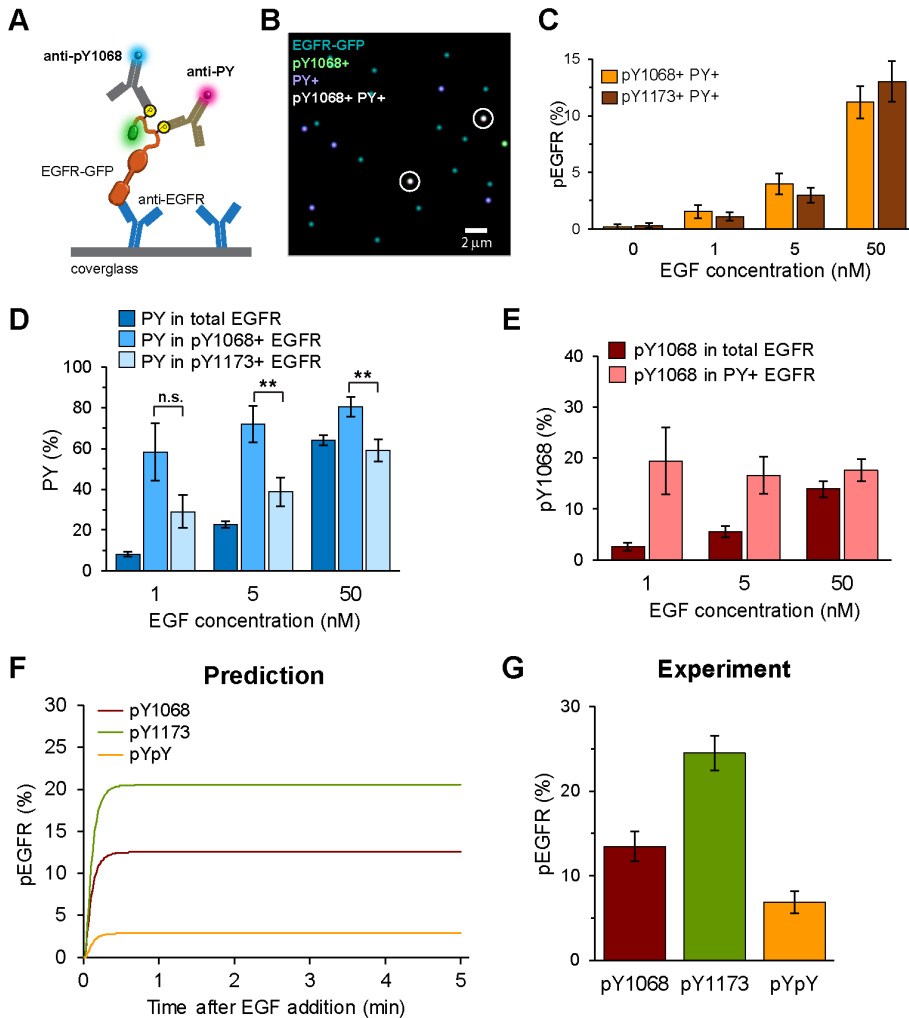 A
anti-pY1068
anti-PY
EGFR-GFP
anti-EGFR
coverglass
B
EGFR-GFP
pY1068+
PY+
pY1068+ PY+
2 μm
C
pY1068+ PY+
pY1173+ PY+
pEGFR (%)
15
10
5
0
0 1 5 50
EGF concentration (nM)
D
PY in total EGFR
PY in pY1068+ EGFR
PY in pY1173+ EGFR
PY (%)
100
80
60
40
20
0
n.s.
**
**
1 5 50
EGF concentration (nM)
E
pY1068 in total EGFR
pY1068 in PY+ EGFR
pY1068 (%)
40
30
20
10
0
1 5 50
EGF concentration (nM)
F
Prediction
pY1068
pY1173
pYpY
pEGFR (%)
30
25
20
15
10
5
0
0 1 2 3 4 5
Time after EGF addition (min)
G
Experiment
pEGFR (%)
30
20
10
0
pY1068 pY1173 pYpY